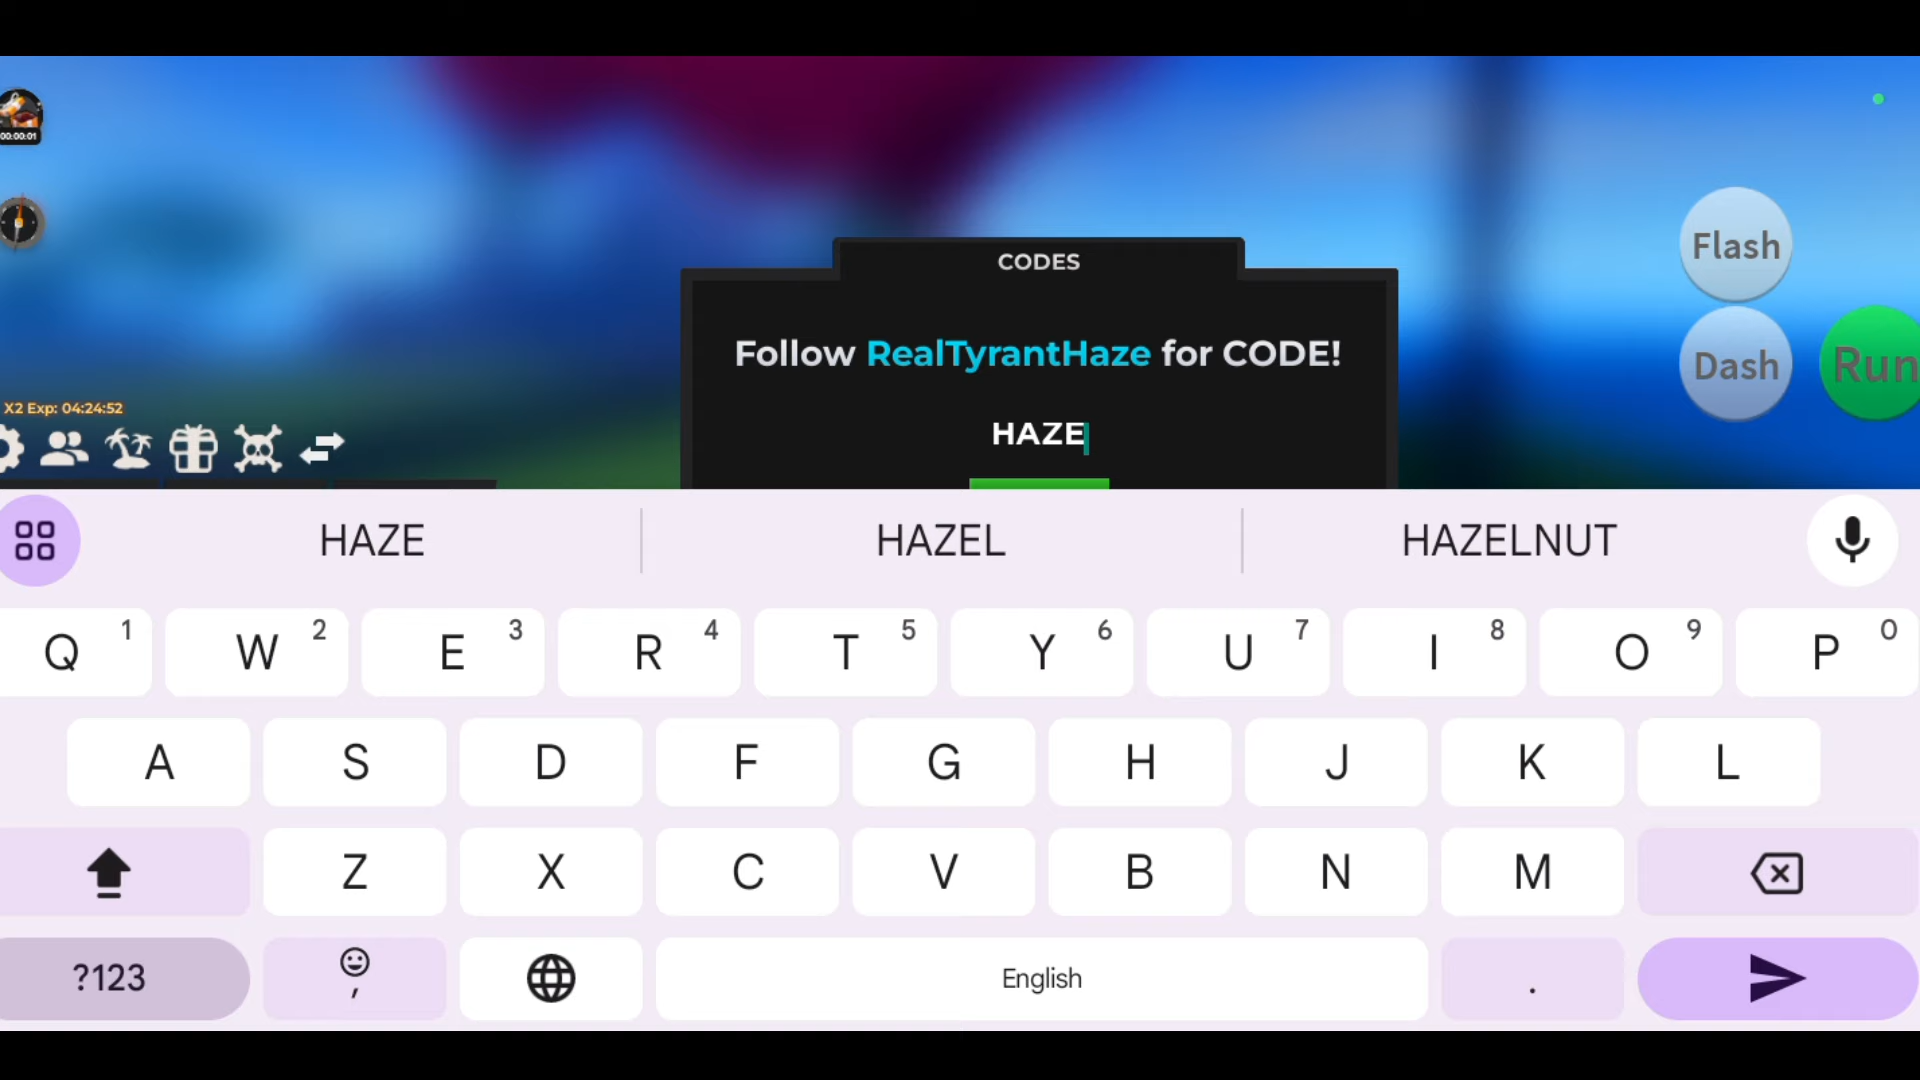 00:00:01
CODES
Follow RealTyrantHaze for CODE!
HAZE
Flash
Dash
Run
X2 Exp: 04:24:52
HAZE HAZEL HAZELNUT
Q 1 W 2 E 3 R 4 T 5 Y 6 U 7 I 8 O 9 P 0
A S D F G H J K L
Z X C V B N M
?123 , English .